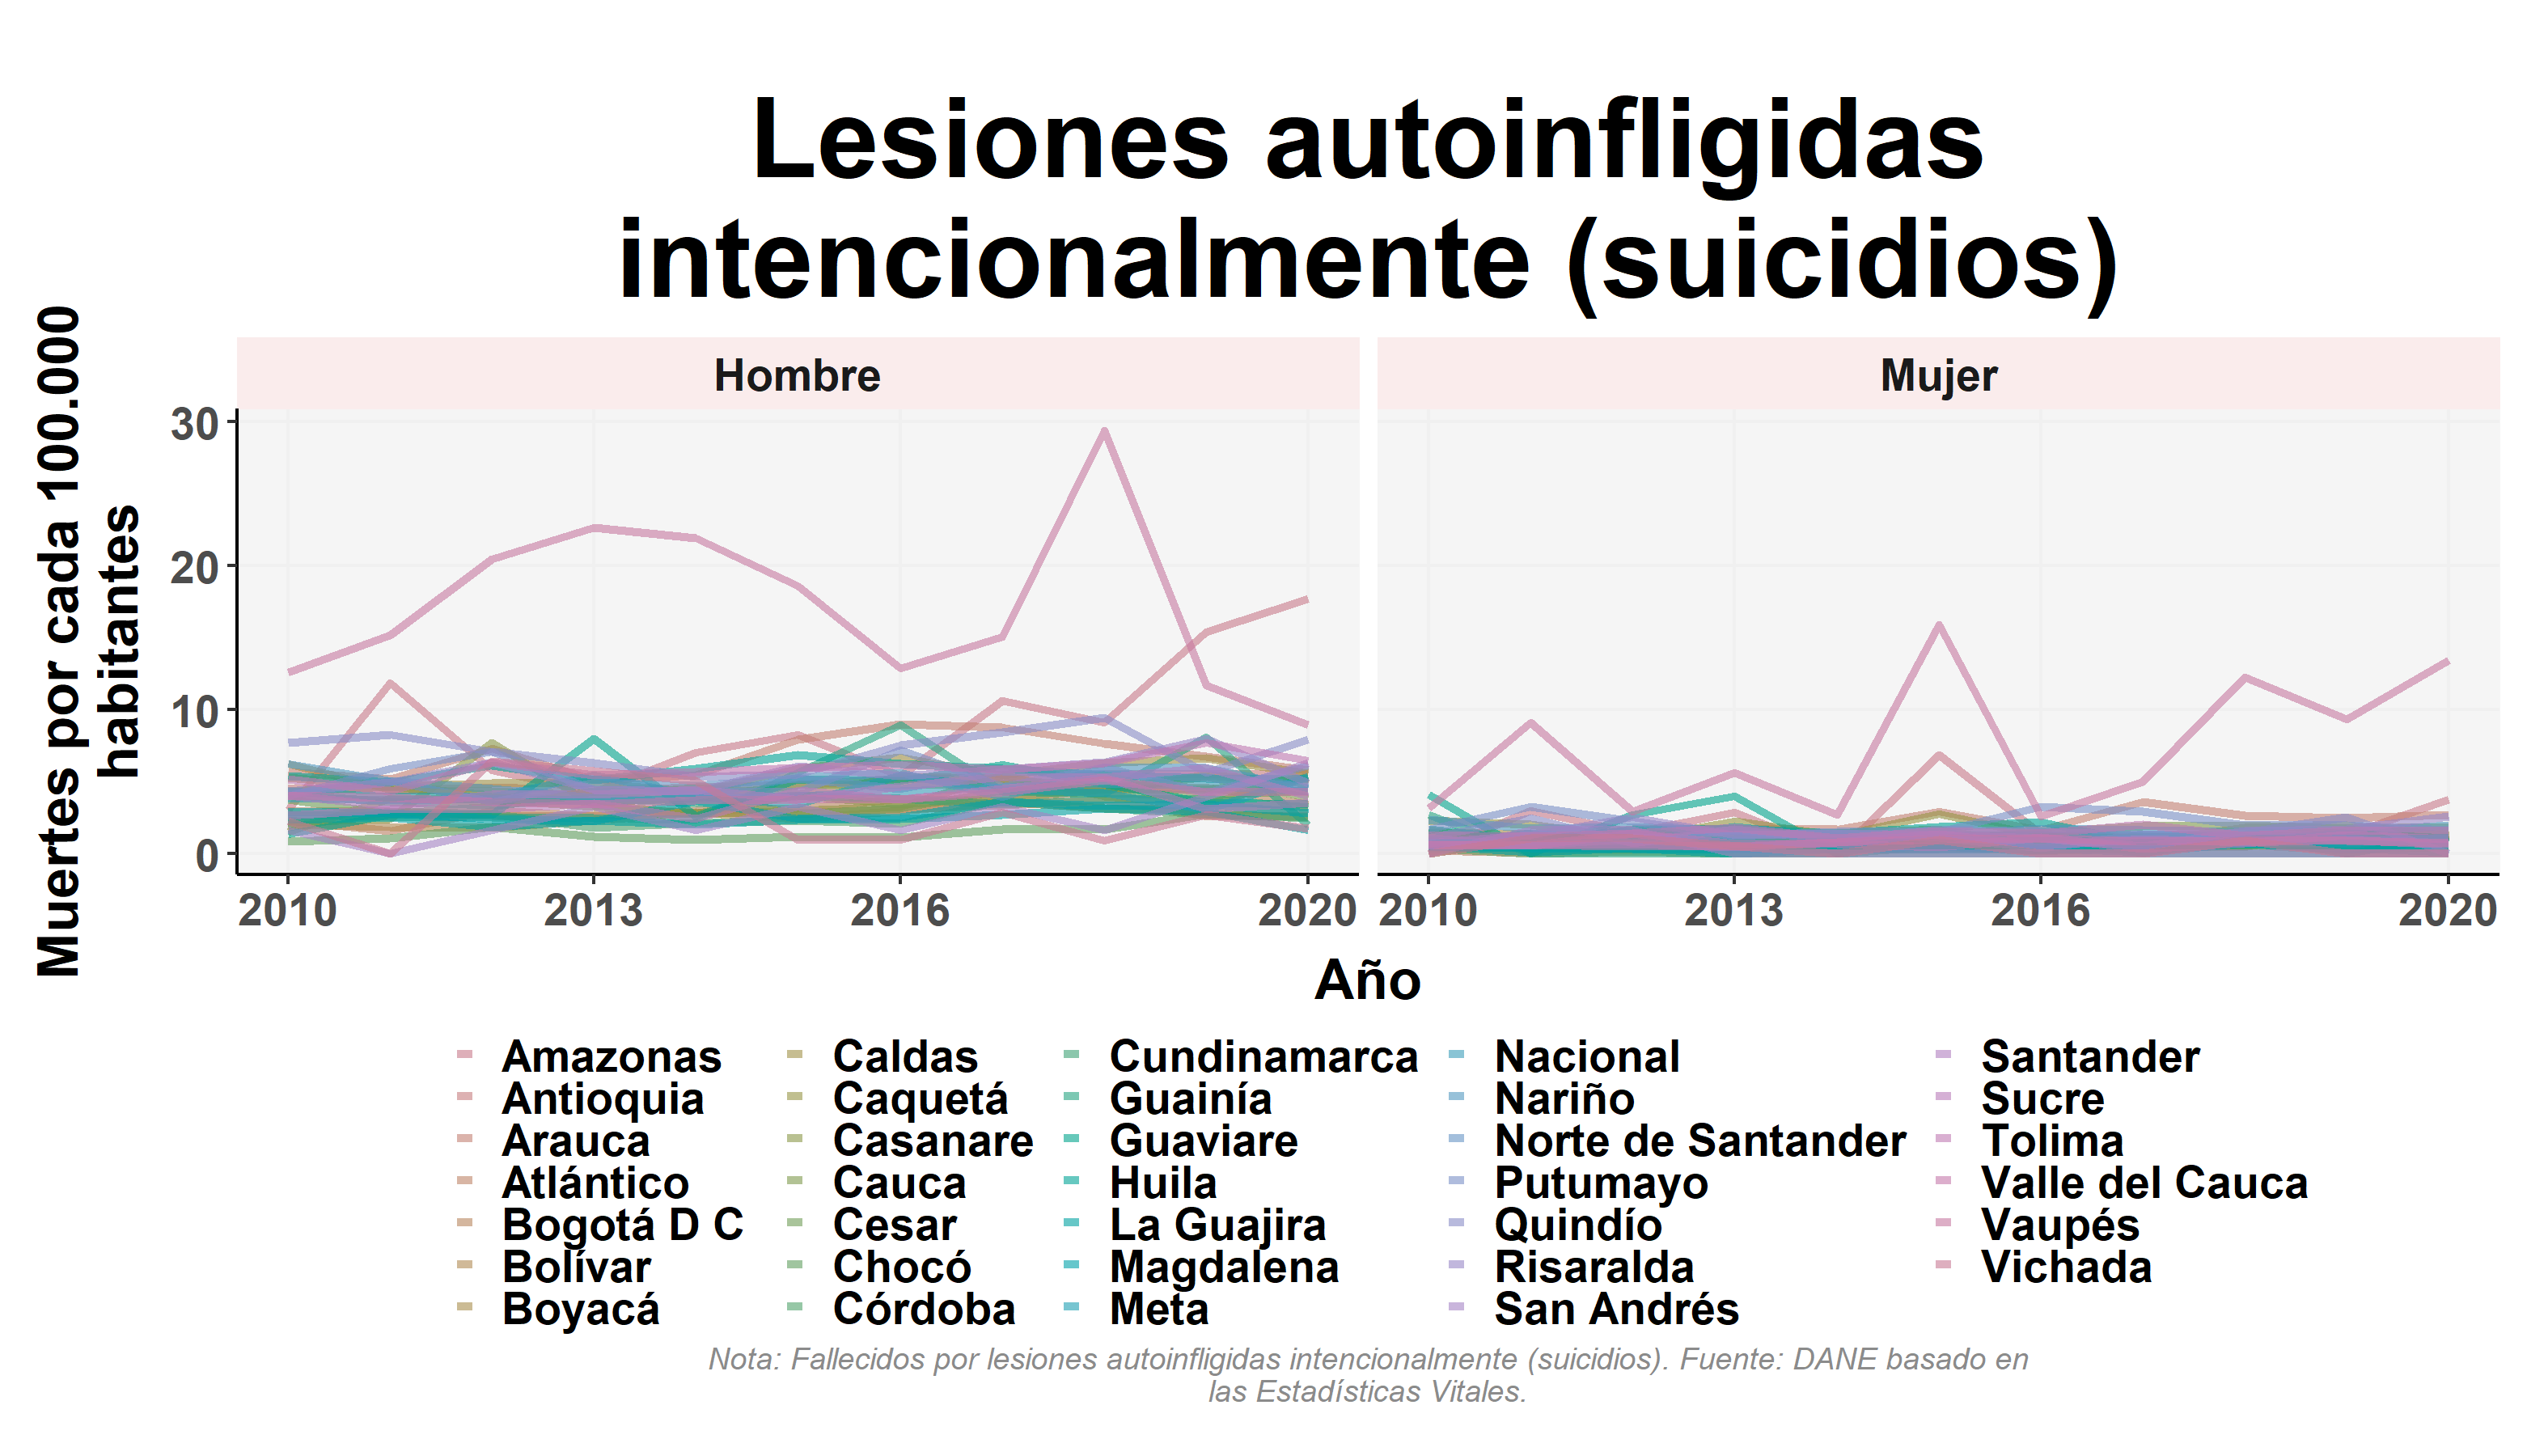 Lesiones autoinfligidas
intencionalmente (suicidios)
Muertes por cada 100.000
habitantes
Hombre
Mujer
30
20
10
0
2010
2013
2016
2020
2010
2013
2016
2020
Año
Amazonas
Antioquia
Arauca
Atlántico
Bogotá D C
Bolívar
Boyacá
Caldas
Caquetá
Casanare
Cauca
Cesar
Chocó
Córdoba
Cundinamarca
Guainía
Guaviare
Huila
La Guajira
Magdalena
Meta
Nacional
Nariño
Norte de Santander
Putumayo
Quindío
Risaralda
San Andrés
Santander
Sucre
Tolima
Valle del Cauca
Vaupés
Vichada
Nota: Fallecidos por lesiones autoinfligidas intencionalmente (suicidios). Fuente: DANE basado en
las Estadísticas Vitales.